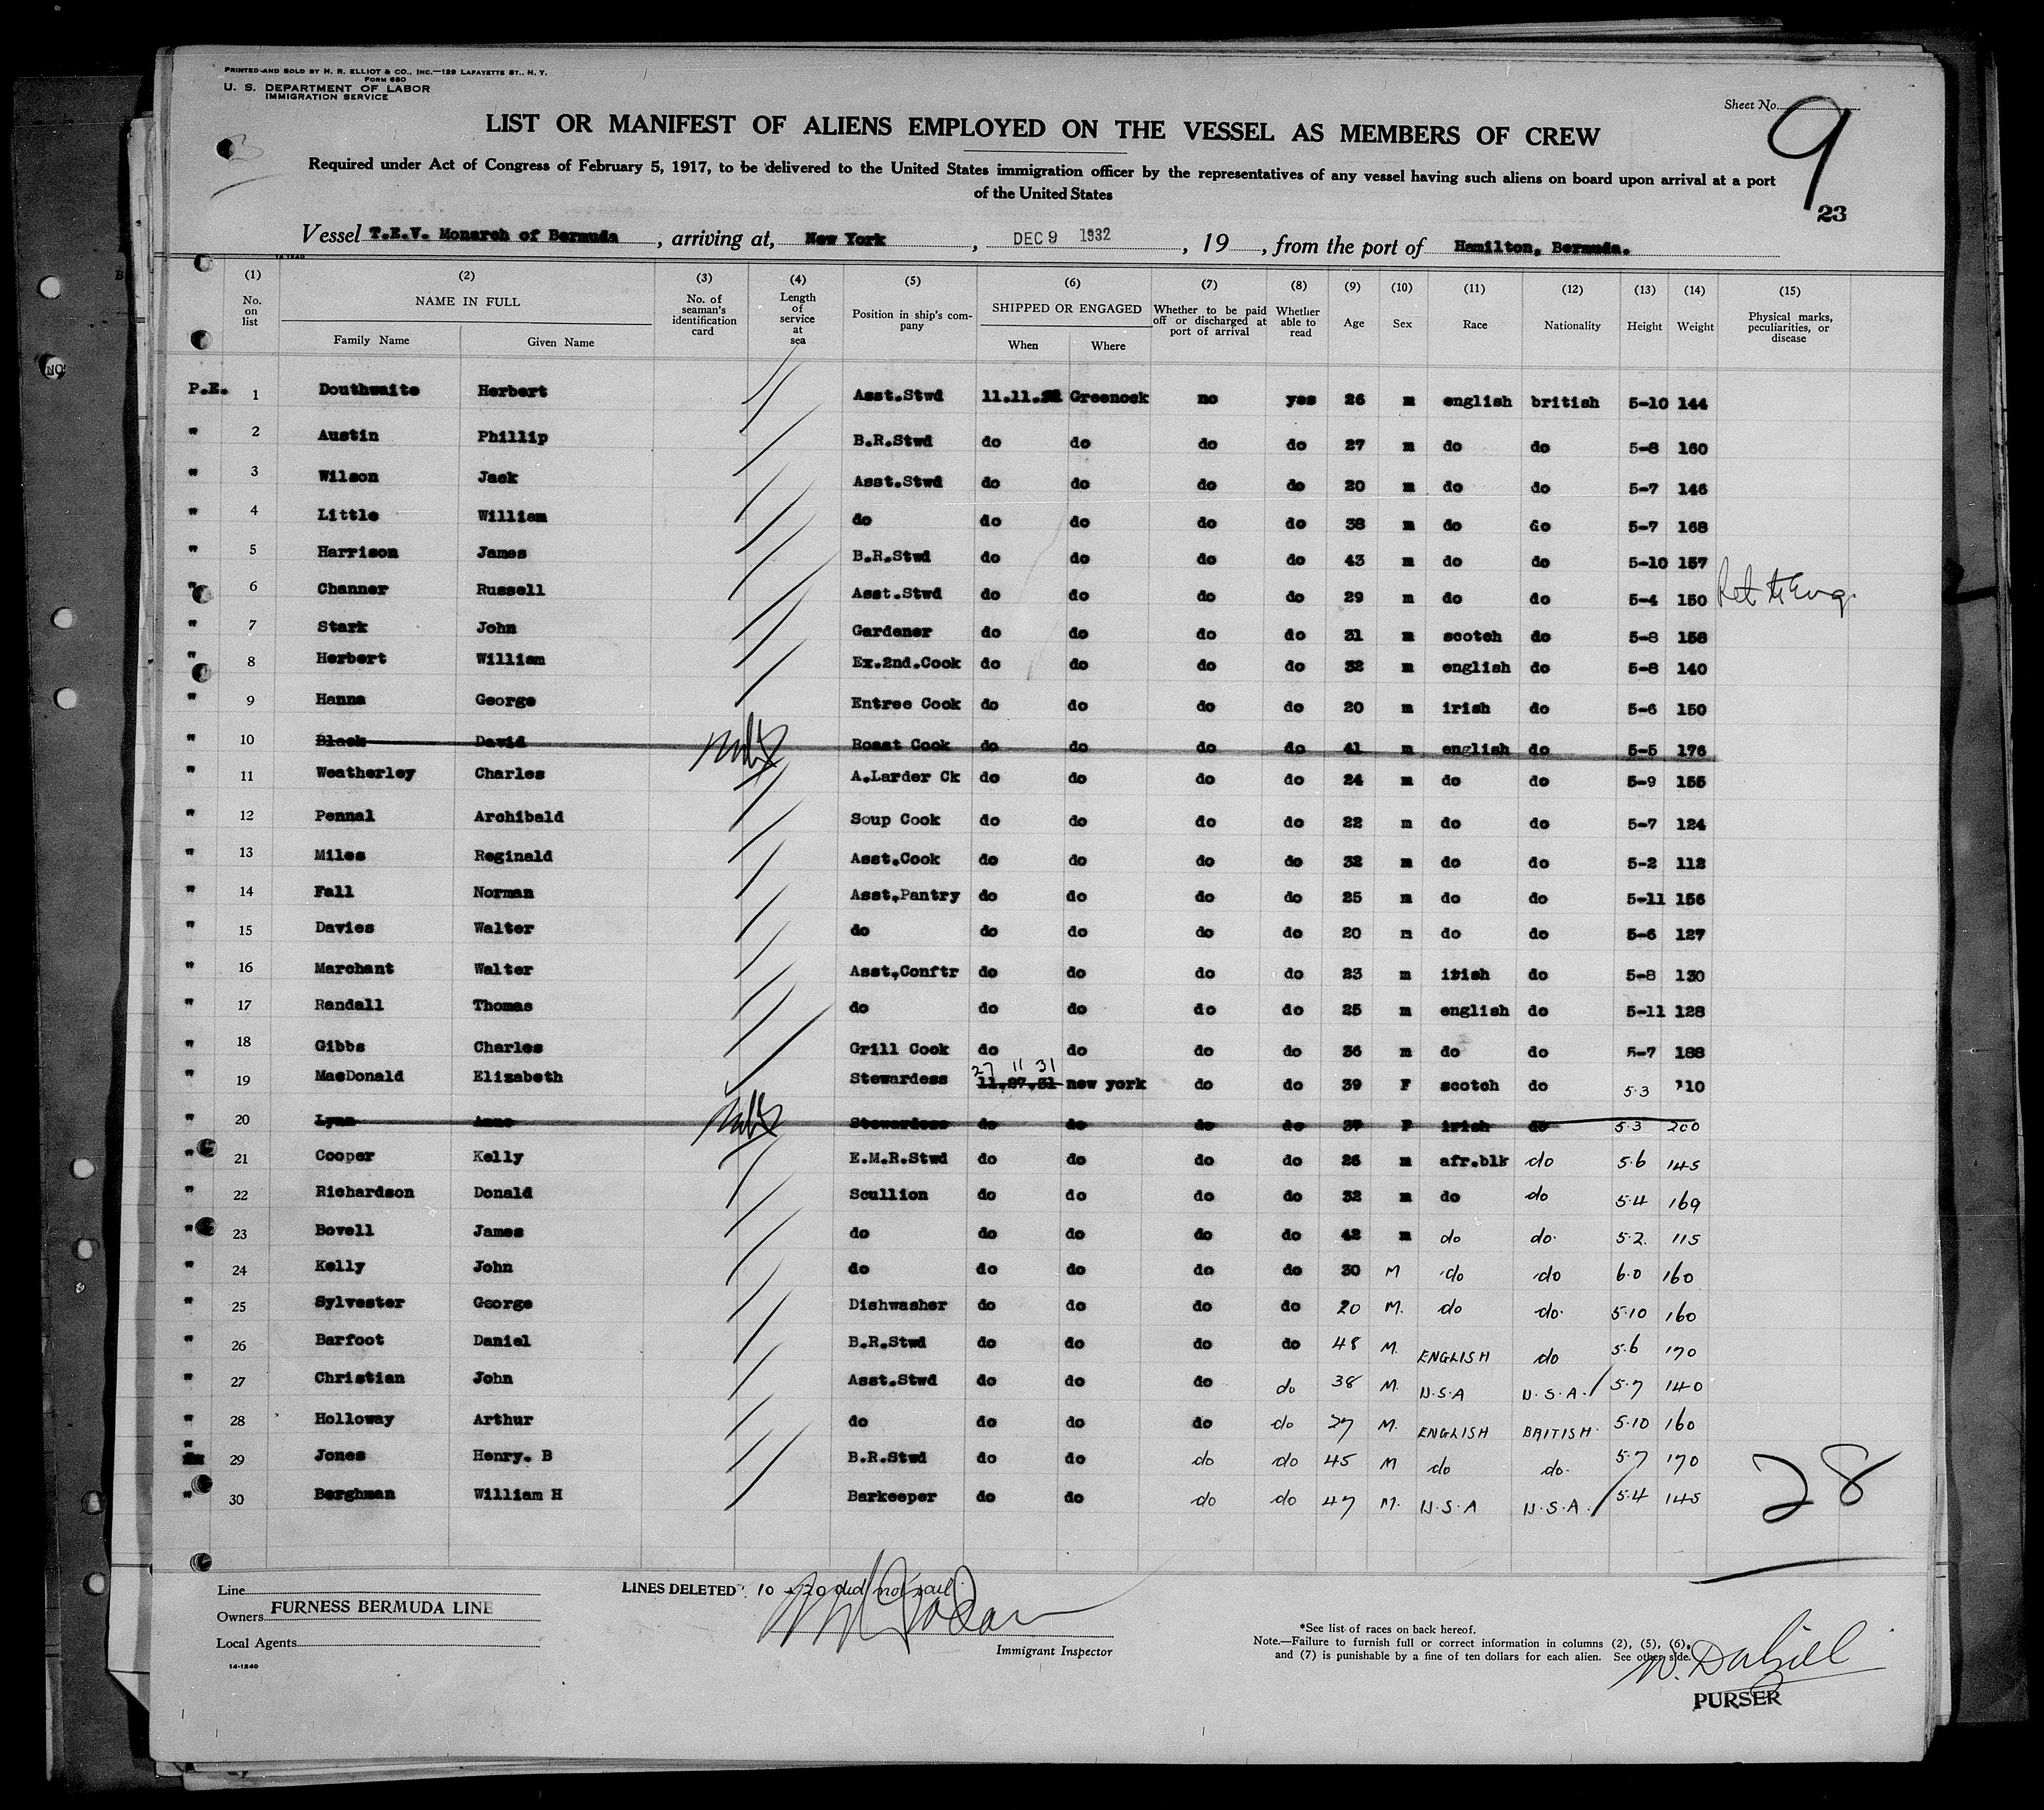 PRINTED AND SOLD BY H. R. ELLIOT & CO., INC.—129 LAFAYETTE ST., N. Y.
FORM 680
U. S. DEPARTMENT OF LABOR
IMMIGRATION SERVICE
Sheet No. 9
LIST OR MANIFEST OF ALIENS EMPLOYED ON THE VESSEL AS MEMBERS OF CREW
Required under Act of Congress of February 5, 1917, to be delivered to the United States immigration officer by the representatives of any vessel having such aliens on board upon arrival at a port
of the United States
23
Vessel T.E.V. Monarch of Bermuda, arriving at, New York, DEC 9 1932, 19, from the port of Hamilton, Bermuda.
(1) (2) (3) (4) (5) (6) (7) (8) (9) (10) (11) (12) (13) (14) (15)
No. on list NAME IN FULL Family Name Given Name No. of seaman's identification card Length of service at sea Position in ship's company SHIPPED OR ENGAGED When Where Whether to be paid off or discharged at port of arrival Whether able to read Age Sex Race Nationality Height Weight Physical marks, peculiarities, or disease
P.E. 1 Douthwaite Herbert Asst.Stwd 11.11. Greenock no yes 26 m english british 5-10 144
" 2 Austin Phillip B.R.Stwd do do do do 27 m do do 5-8 160
" 3 Wilson Jack Asst.Stwd do do do do 20 m do do 5-7 146
" 4 Little William do do do do do 38 m do do 5-7 168
" 5 Harrison James B.R.Stwd do do do do 43 m do do 5-10 157
" 6 Channer Russell Asst.Stwd do do do do 29 m do do 5-4 150 Ret to Eng.
" 7 Stark John Gardener do do do do 31 m scotch do 5-8 158
" 8 Herbert William Ex.2nd.Cook do do do do 32 m english do 5-8 140
" 9 Hanna George Entree Cook do do do do 20 m irish do 5-6 150
" 10 Black David Roast Cook do do do do 41 m english do 5-5 176
" 11 Weatherley Charles A.Larder Ck do do do do 24 m do do 5-9 155
" 12 Pennal Archibald Soup Cook do do do do 22 m do do 5-7 124
" 13 Miles Reginald Asst.Cook do do do do 32 m do do 5-2 112
" 14 Fall Norman Asst.Pantry do do do do 25 m do do 5-11 156
" 15 Davies Walter do do do do do 20 m do do 5-6 127
" 16 Marchant Walter Asst.Conftr do do do do 23 m irish do 5-8 130
" 17 Randall Thomas do do do do do 25 m english do 5-11 128
" 18 Gibbs Charles Grill Cook do do do do 36 m do do 5-7 188
27 11 31
" 19 MacDonald Elizabeth Stewardess 11.27.31 new york do do 39 F scotch do 5.3 110
" 20 Lynn Anne Stewardess do do do do 37 F irish do 5.3 200
" 21 Cooper Kelly E.M.R.Stwd do do do do 26 m afr.blk do 5.6 145
" 22 Richardson Donald Scullion do do do do 32 m do do 5.4 169
" 23 Bovell James do do do do do 42 m do do. 5.2. 115
" 24 Kelly John do do do do do 30 M do do 6.0 160
" 25 Sylvester George Dishwasher do do do do 20 M. do do. 5.10 160
" 26 Barfoot Daniel B.R.Stwd do do do do 48 M. ENGLISH do 5.6 170
" 27 Christian John Asst.Stwd do do do do 38 M. U.S.A U.S.A. 5.7 140
" 28 Holloway Arthur do do do do do 27 M. ENGLISH BRITISH. 5.10 160
" 29 Jones Henry. B B.R.Stwd do do do do 45 M do do. 5.7 170
" 30 Berghman William H Barkeeper do do do do 47 M. U.S.A U.S.A. 5.4 145
28
Line
Owners FURNESS BERMUDA LINE
Local Agents
14-1240
LINES DELETED: 10 - 20 did not sail
Immigrant Inspector
*See list of races on back hereof.
Note.—Failure to furnish full or correct information in columns (2), (5), (6), and (7) is punishable by a fine of ten dollars for each alien. See other side.
W. Dalziel
PURSER